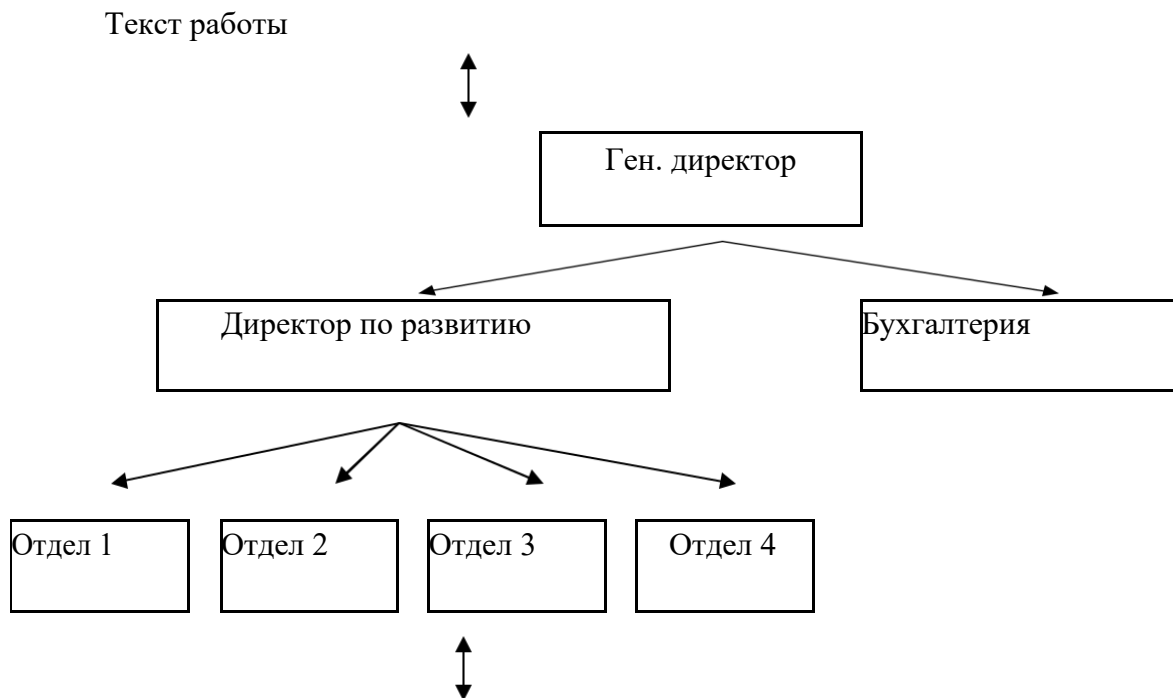 Текст работы
Ген. директор
Директор по развитию
Бухгалтерия
Отдел 1
Отдел 2
Отдел 3
Отдел 4